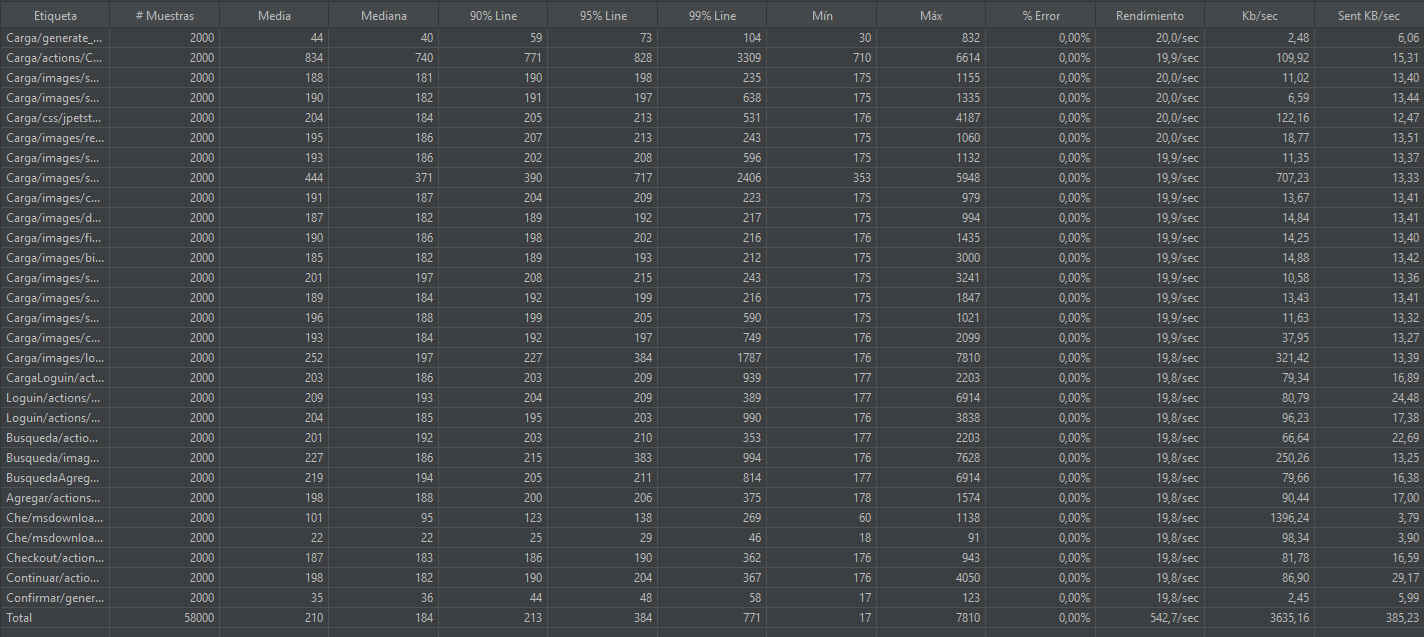 Etiqueta # Muestras Media Mediana 90% Line 95% Line 99% Line Mín Máx % Error Rendimiento Kb/sec Sent KB/sec
Carga/generate_... 2000 44 40 59 73 104 30 832 0,00% 20,0/sec 2,48 6,06
Carga/actions/C... 2000 834 740 771 828 3309 710 6614 0,00% 19,9/sec 109,92 15,31
Carga/images/s... 2000 188 181 190 198 235 175 1155 0,00% 20,0/sec 11,02 13,40
Carga/images/s... 2000 190 182 191 197 638 175 1335 0,00% 20,0/sec 6,59 13,44
Carga/css/jpetst... 2000 204 184 205 213 531 176 4187 0,00% 20,0/sec 122,16 12,47
Carga/images/re... 2000 195 186 207 213 243 175 1060 0,00% 20,0/sec 18,77 13,51
Carga/images/s... 2000 193 186 202 208 596 175 1132 0,00% 19,9/sec 11,35 13,37
Carga/images/s... 2000 444 371 390 717 2406 353 5948 0,00% 19,9/sec 707,23 13,33
Carga/images/c... 2000 191 187 204 209 223 175 979 0,00% 19,9/sec 13,67 13,41
Carga/images/d... 2000 187 182 189 192 217 175 994 0,00% 19,9/sec 14,84 13,41
Carga/images/fi... 2000 190 186 198 202 216 176 1435 0,00% 19,9/sec 14,25 13,40
Carga/images/bi... 2000 185 182 189 193 212 175 3000 0,00% 19,9/sec 14,88 13,42
Carga/images/s... 2000 201 197 208 215 243 175 3241 0,00% 19,9/sec 10,58 13,36
Carga/images/s... 2000 189 184 192 199 216 175 1847 0,00% 19,9/sec 13,43 13,41
Carga/images/s... 2000 196 188 199 205 590 175 1021 0,00% 19,9/sec 11,63 13,32
Carga/images/c... 2000 193 184 192 197 749 176 2099 0,00% 19,9/sec 37,95 13,27
Carga/images/lo... 2000 252 197 227 384 1787 176 7810 0,00% 19,8/sec 321,42 13,39
CargaLoguin/act... 2000 203 186 203 209 939 177 2203 0,00% 19,8/sec 79,34 16,89
Loguin/actions/... 2000 209 193 204 209 389 177 6914 0,00% 19,8/sec 80,79 24,48
Loguin/actions/... 2000 204 185 195 203 990 176 3838 0,00% 19,8/sec 96,23 17,38
Busqueda/actio... 2000 201 192 203 210 353 177 2203 0,00% 19,8/sec 66,64 22,69
Busqueda/imag... 2000 227 186 215 383 994 176 7628 0,00% 19,8/sec 250,26 13,25
BusquedaAgreg... 2000 219 194 205 211 814 177 6914 0,00% 19,8/sec 79,66 16,38
Agregar/actions... 2000 198 188 200 206 375 178 1574 0,00% 19,8/sec 90,44 17,00
Che/msdownloa... 2000 101 95 123 138 269 60 1138 0,00% 19,8/sec 1396,24 3,79
Che/msdownloa... 2000 22 22 25 29 46 18 91 0,00% 19,8/sec 98,34 3,90
Checkout/action... 2000 187 183 186 190 362 176 943 0,00% 19,8/sec 81,78 16,59
Continuar/actio... 2000 198 182 190 204 367 176 4050 0,00% 19,8/sec 86,90 29,17
Confirmar/gener... 2000 35 36 44 48 58 17 123 0,00% 19,8/sec 2,45 5,99
Total 58000 210 184 213 384 771 17 7810 0,00% 542,7/sec 3635,16 385,23